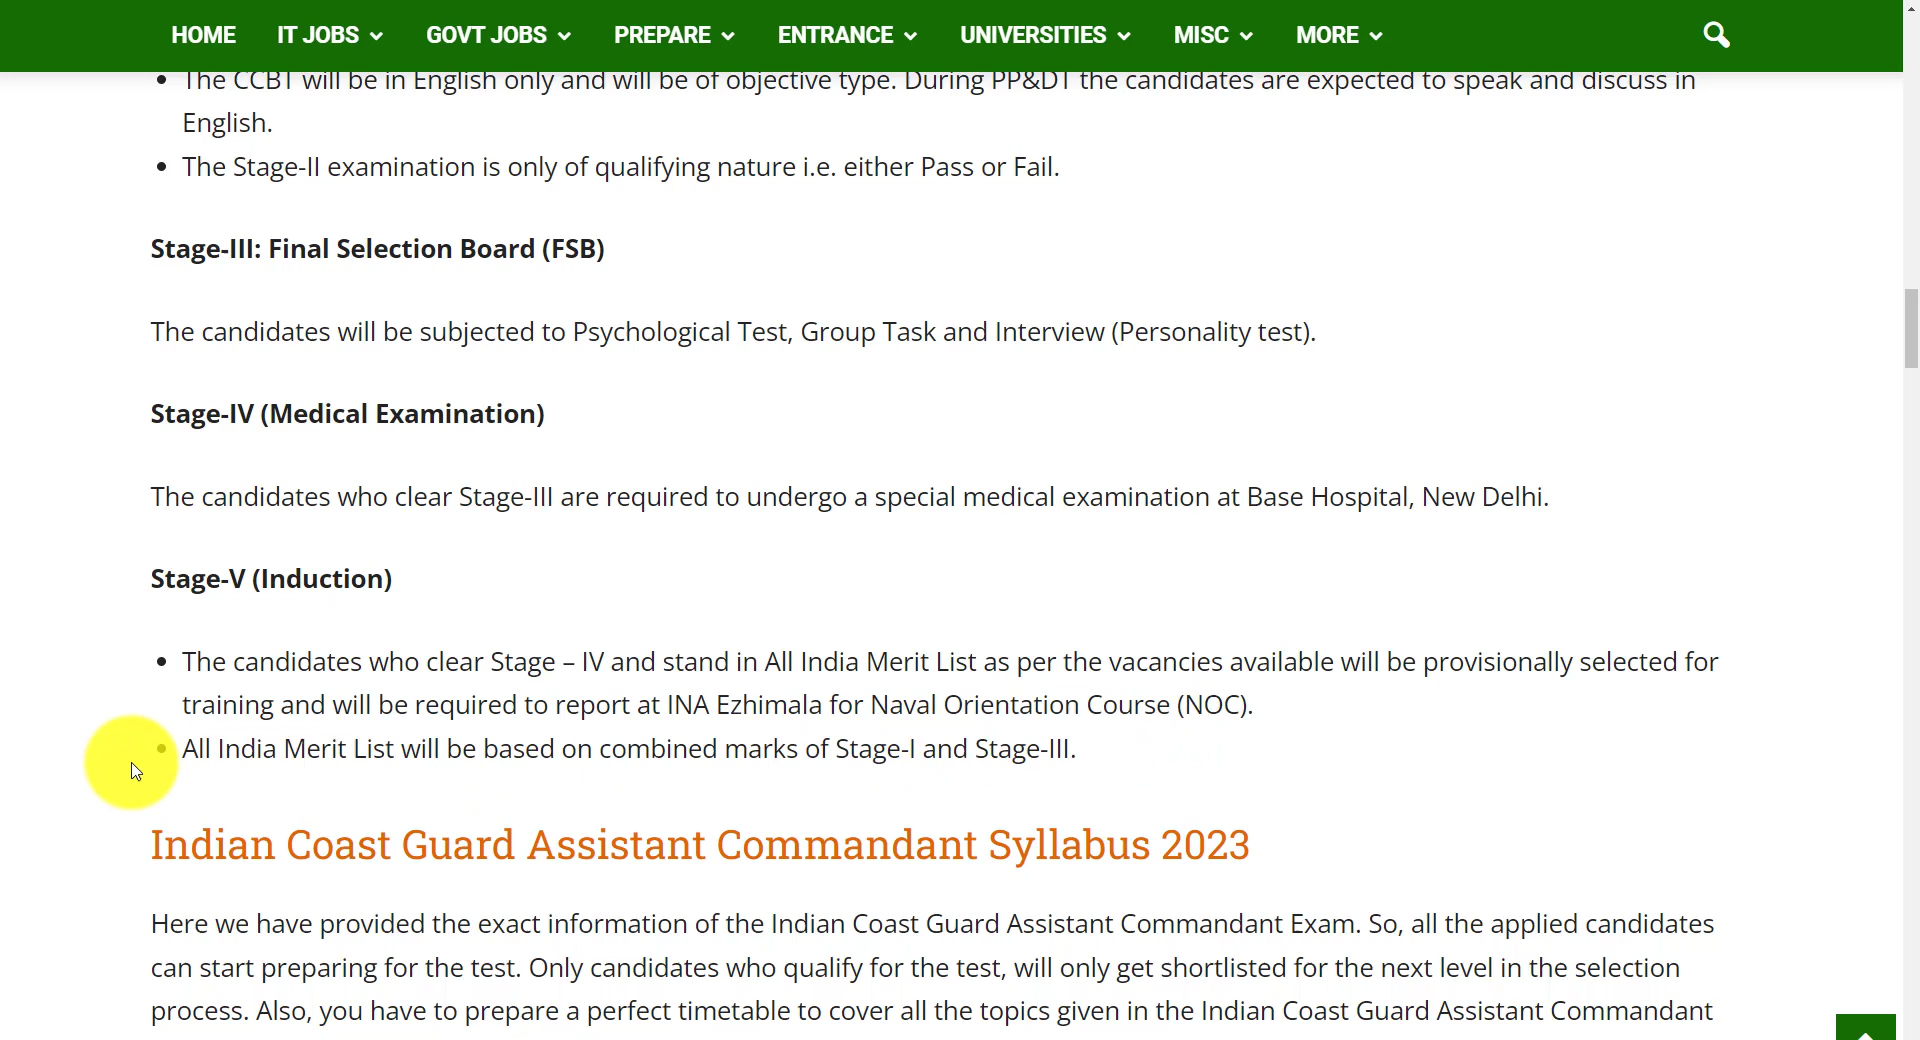 HOME IT JOBS GOVT JOBS PREPARE ENTRANCE UNIVERSITIES MISC MORE
The CCBT will be in English only and will be of objective type. During PP&DT the candidates are expected to speak and discuss in
English.
The Stage-II examination is only of qualifying nature i.e. either Pass or Fail.
Stage-III: Final Selection Board (FSB)
The candidates will be subjected to Psychological Test, Group Task and Interview (Personality test).
Stage-IV (Medical Examination)
The candidates who clear Stage-III are required to undergo a special medical examination at Base Hospital, New Delhi.
Stage-V (Induction)
The candidates who clear Stage – IV and stand in All India Merit List as per the vacancies available will be provisionally selected for
training and will be required to report at INA Ezhimala for Naval Orientation Course (NOC).
All India Merit List will be based on combined marks of Stage-I and Stage-III.
Indian Coast Guard Assistant Commandant Syllabus 2023
Here we have provided the exact information of the Indian Coast Guard Assistant Commandant Exam. So, all the applied candidates
can start preparing for the test. Only candidates who qualify for the test, will only get shortlisted for the next level in the selection
process. Also, you have to prepare a perfect timetable to cover all the topics given in the Indian Coast Guard Assistant Commandant